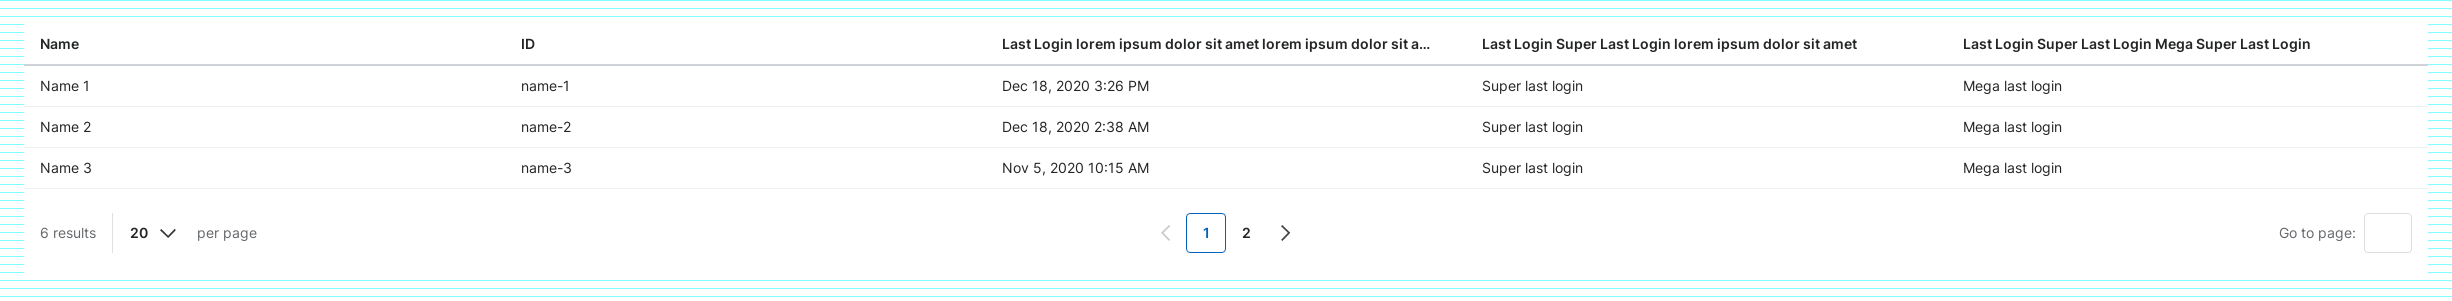 Name ID Last Login lorem ipsum dolor sit amet lorem ipsum dolor sit a... Last Login Super Last Login lorem ipsum dolor sit amet Last Login Super Last Login Mega Super Last Login
Name 1 name-1 Dec 18, 2020 3:26 PM Super last login Mega last login
Name 2 name-2 Dec 18, 2020 2:38 AM Super last login Mega last login
Name 3 name-3 Nov 5, 2020 10:15 AM Super last login Mega last login
6 results 20 per page 1 2 Go to page: